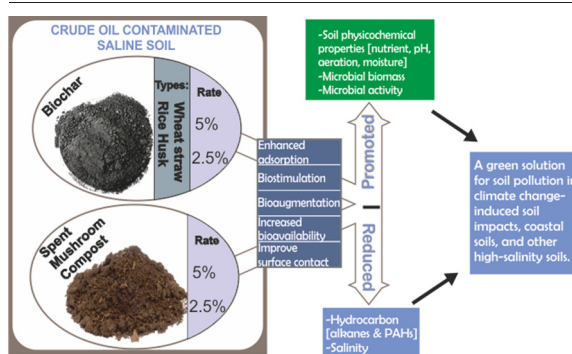 CRUDE OIL CONTAMINATED
SALINE SOIL
Biochar
Types:
Wheat straw
Rice Husk
Rate
5%
2.5%
Spent
Mushroom
Compost
Rate
5%
2.5%
Enhanced
adsorption
Biostimulation
Bioaugmentation
Increased
bioavailability
Improve
surface contact
Promoted
Reduced
-Soil physicochemical
properties [nutrient, pH,
aeration, moisture]
-Microbial biomass
-Microbial activity
-Hydrocarbon
[alkanes & PAHs]
-Salinity
A green solution
for soil pollution in
climate change-
induced soil
impacts, coastal
soils, and other
high-salinity soils.